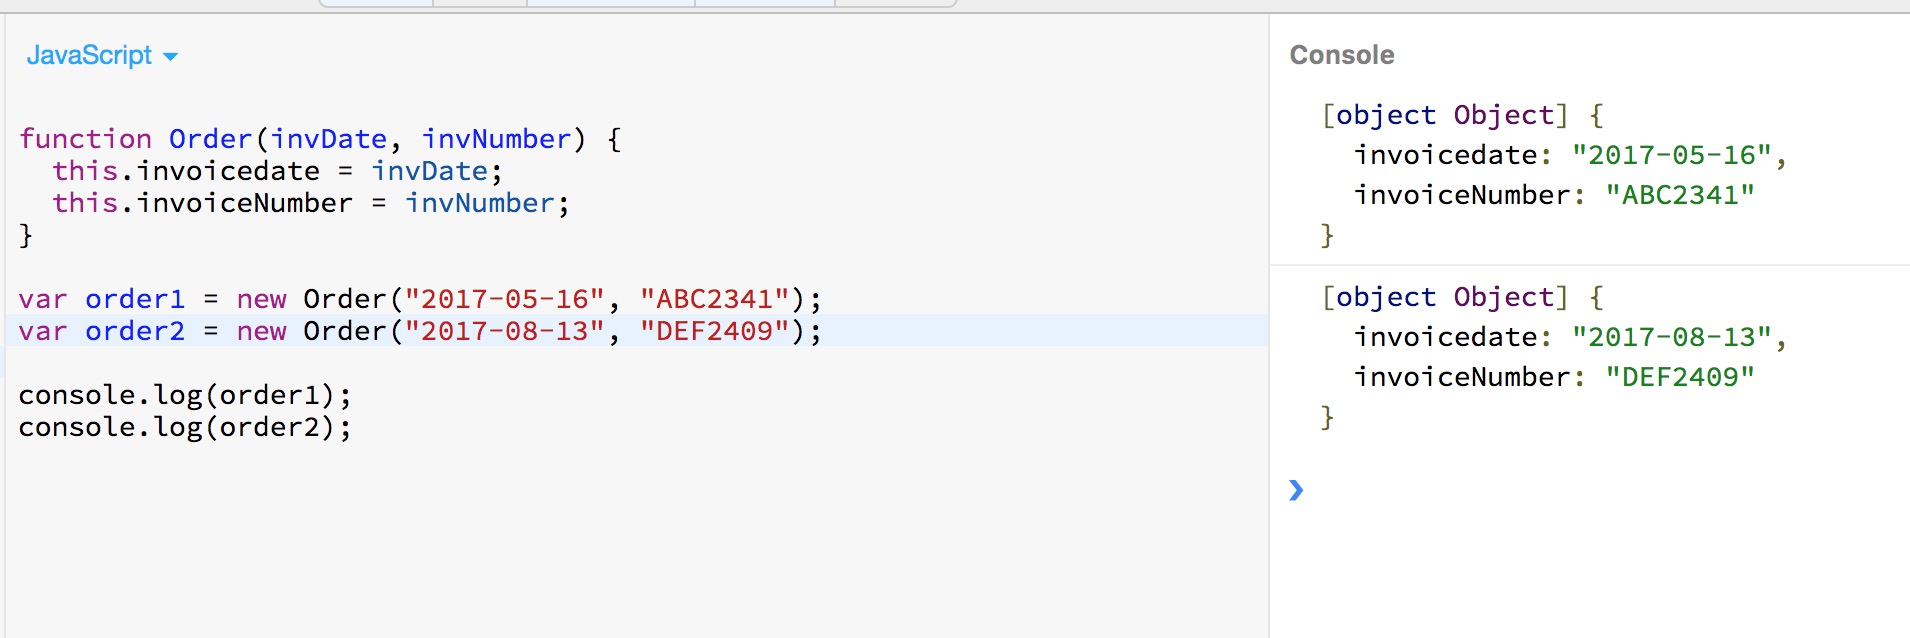 JavaScript
function Order(invDate, invNumber) {
this.invoicedate = invDate;
this.invoiceNumber = invNumber;
}
var order1 = new Order("2017-05-16", "ABC2341");
var order2 = new Order("2017-08-13", "DEF2409");
console.log(order1);
console.log(order2);
Console
[object Object] {
invoicedate: "2017-05-16",
invoiceNumber: "ABC2341"
}
[object Object] {
invoicedate: "2017-08-13",
invoiceNumber: "DEF2409"
}